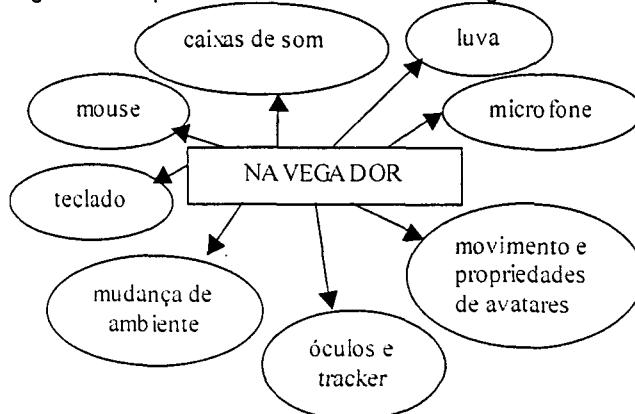 caixas de som
luva
mouse
microfone
NAVEGADOR
teclado
movimento e
propriedades
de avatares
mudança de
ambiente
óculos e
tracker